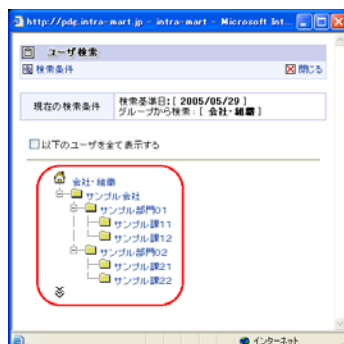 http://pdg.intra-mart.jp - intra-mart - Microsoft Int...
ユーザ検索
検索条件
閉じる
現在の検索条件
検索基準日:[ 2005/05/29 ]
グループから検索:[ 会社・組織 ]
以下のユーザを全て表示する
会社・組織
サンプル会社
サンプル部門01
サンプル課11
サンプル課12
サンプル部門02
サンプル課21
サンプル課22
インターネット